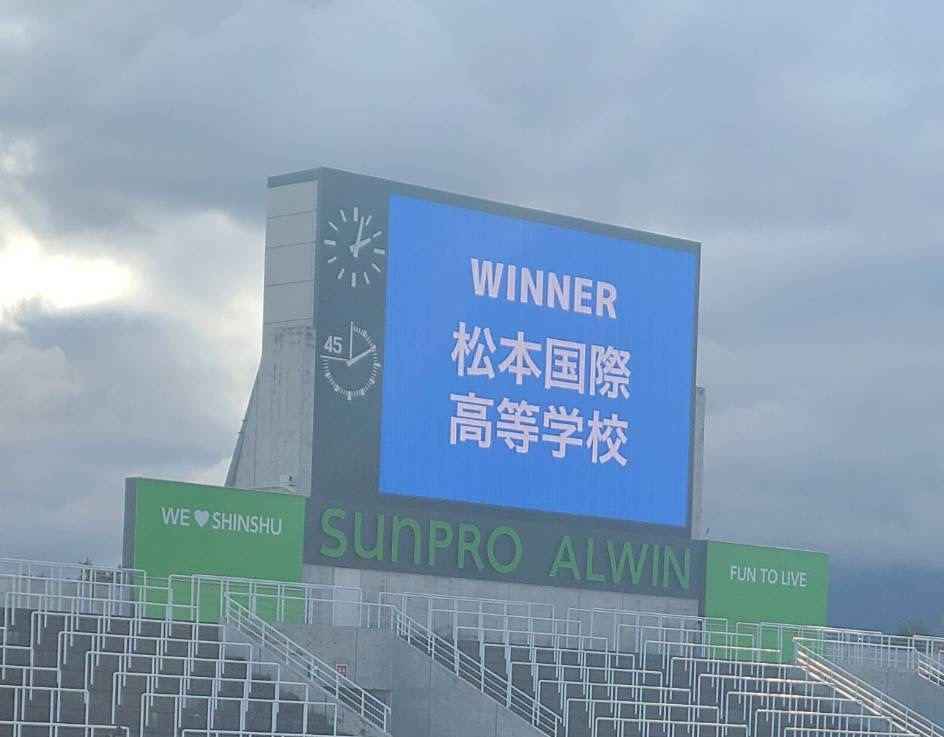 WINNER
松本国際
高等学校
45
WE♥SHINSHU
SUNPRO ALWIN
FUN TO LIVE